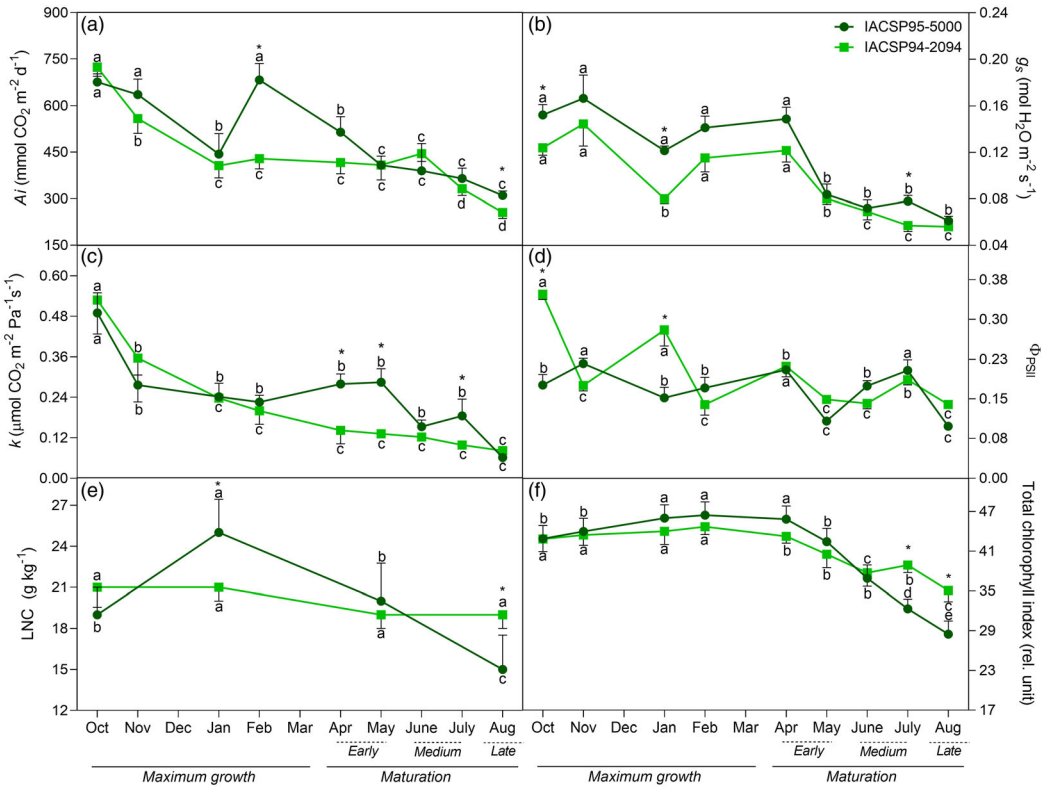 (a)
900
750
600
450
300
150
Ai (mmol CO2 m−2 d−1)
a
a
a
b
b
c
*
a
c
b
c
c
c
c
c
c
d
*
c
d
(b)
IACSP95-5000
IACSP94-2094
0.24
0.20
0.16
0.12
0.08
0.04
gs (mol H2O m−2 s−1)
*
a
a
a
a
*
a
b
a
a
a
a
b
b
b
b
*
b
c
b
c
(c)
0.60
0.48
0.36
0.24
0.12
0.00
k (μmol CO2 m−2 Pa−1s−1)
a
a
b
b
b
c
b
c
*
b
c
*
b
c
b
c
*
b
c
c
c
(d)
0.38
0.30
0.23
0.15
0.08
0.00
ΦPSII
*
a
b
a
c
*
b
a
b
c
a
a
c
c
b
b
a
b
c
c
(e)
27
24
21
18
15
12
LNC (g kg−1)
a
b
*
a
a
b
a
*
a
c
(f)
47
41
35
29
23
17
Total chlorophyll index (rel. unit)
b
a
b
a
a
a
a
a
a
b
b
b
c
b
*
b
d
*
c
e
Oct Nov Dec Jan Feb Mar Apr May June July Aug
Early Medium Late
Maximum growth Maturation
Oct Nov Dec Jan Feb Mar Apr May June July Aug
Early Medium Late
Maximum growth Maturation